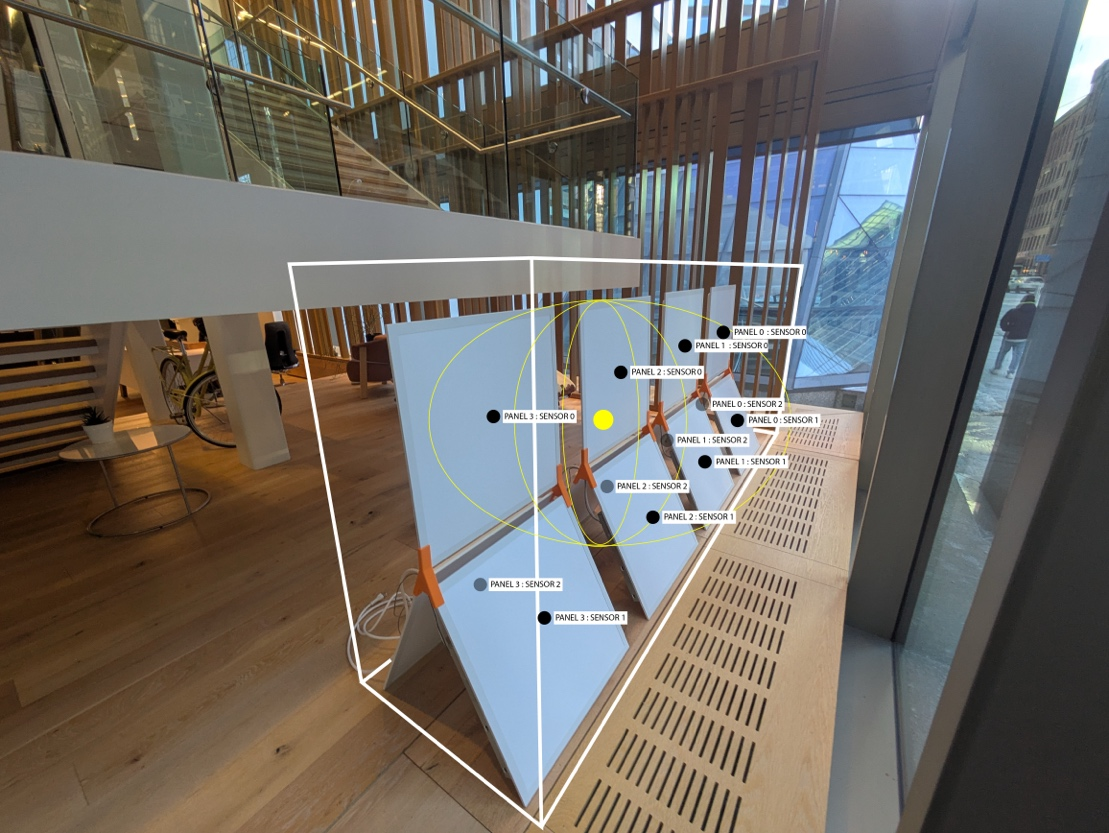 PANEL 0 : SENSOR 0
PANEL 1 : SENSOR 0
PANEL 2 : SENSOR 0
PANEL 0 : SENSOR 2
PANEL 3 : SENSOR 0
PANEL 0 : SENSOR 1
PANEL 1 : SENSOR 2
PANEL 1 : SENSOR 1
PANEL 2 : SENSOR 2
PANEL 2 : SENSOR 1
PANEL 3 : SENSOR 2
PANEL 3 : SENSOR 1